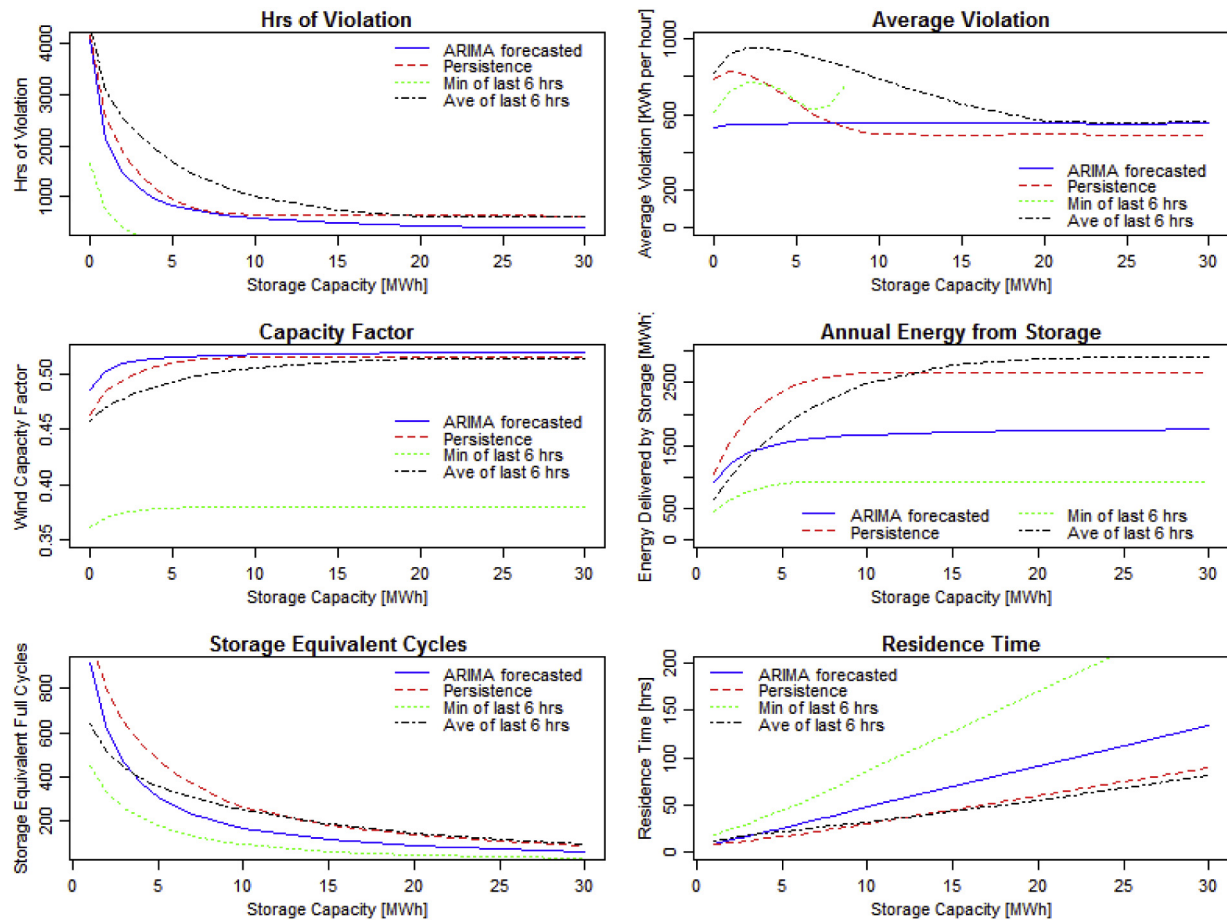 Hrs of Violation
Hrs of Violation
4000
3000
2000
1000
ARIMA forecasted
Persistence
Min of last 6 hrs
Ave of last 6 hrs
0 5 10 15 20 25 30
Storage Capacity [MWh]
Average Violation
Average Violation [KWh per hour]
1000
600
200
0
ARIMA forecasted
Persistence
Min of last 6 hrs
Ave of last 6 hrs
0 5 10 15 20 25 30
Storage Capacity [MWh]
Capacity Factor
Wind Capacity Factor
0.50
0.45
0.40
0.35
ARIMA forecasted
Persistence
Min of last 6 hrs
Ave of last 6 hrs
0 5 10 15 20 25 30
Storage Capacity [MWh]
Annual Energy from Storage
Energy Delivered by Storage [MWh]
2500
1500
500
0
ARIMA forecasted
Persistence
Min of last 6 hrs
Ave of last 6 hrs
0 5 10 15 20 25 30
Storage Capacity [MWh]
Storage Equivalent Cycles
Storage Equivalent Full Cycles
800
600
400
200
ARIMA forecasted
Persistence
Min of last 6 hrs
Ave of last 6 hrs
0 5 10 15 20 25 30
Storage Capacity [MWh]
Residence Time
Residence Time [hrs]
200
150
100
50
0
ARIMA forecasted
Persistence
Min of last 6 hrs
Ave of last 6 hrs
0 5 10 15 20 25 30
Storage Capacity [MWh]